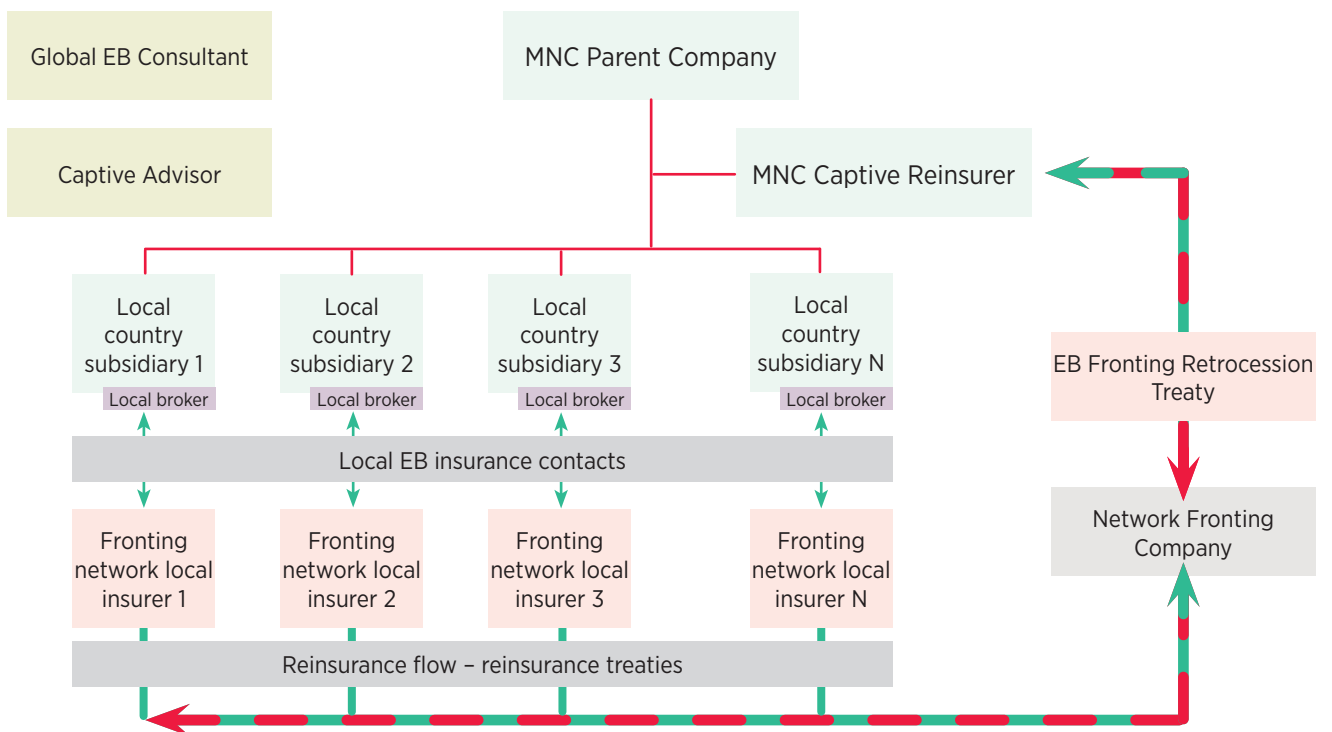 Global EB Consultant
MNC Parent Company
Captive Advisor
MNC Captive Reinsurer
Local
country
subsidiary 1
Local broker
Local
country
subsidiary 2
Local broker
Local
country
subsidiary 3
Local broker
Local
country
subsidiary N
Local broker
EB Fronting Retrocession
Treaty
Local EB insurance contacts
Network Fronting
Company
Fronting
network local
insurer 1
Fronting
network local
insurer 2
Fronting
network local
insurer 3
Fronting
network local
insurer N
Reinsurance flow – reinsurance treaties